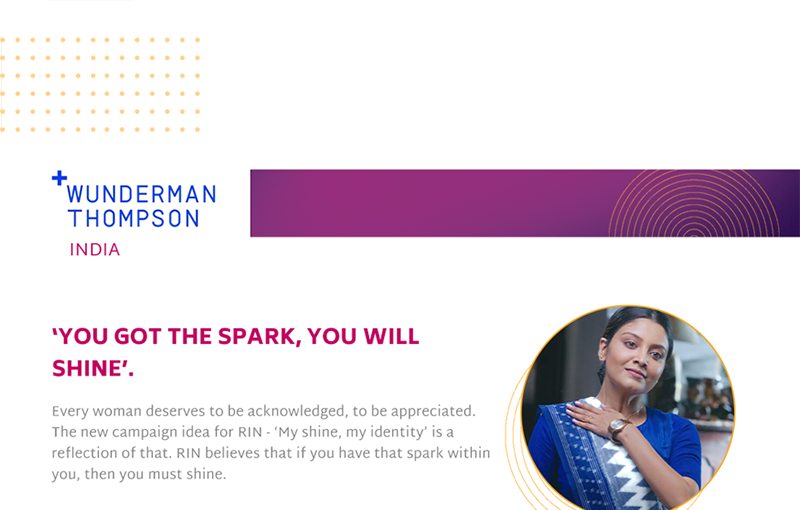 WUNDERMAN
THOMPSON
INDIA
‘YOU GOT THE SPARK, YOU WILL
SHINE’.
Every woman deserves to be acknowledged, to be appreciated.
The new campaign idea for RIN - ‘My shine, my identity’ is a
reflection of that. RIN believes that if you have that spark within
you, then you must shine.